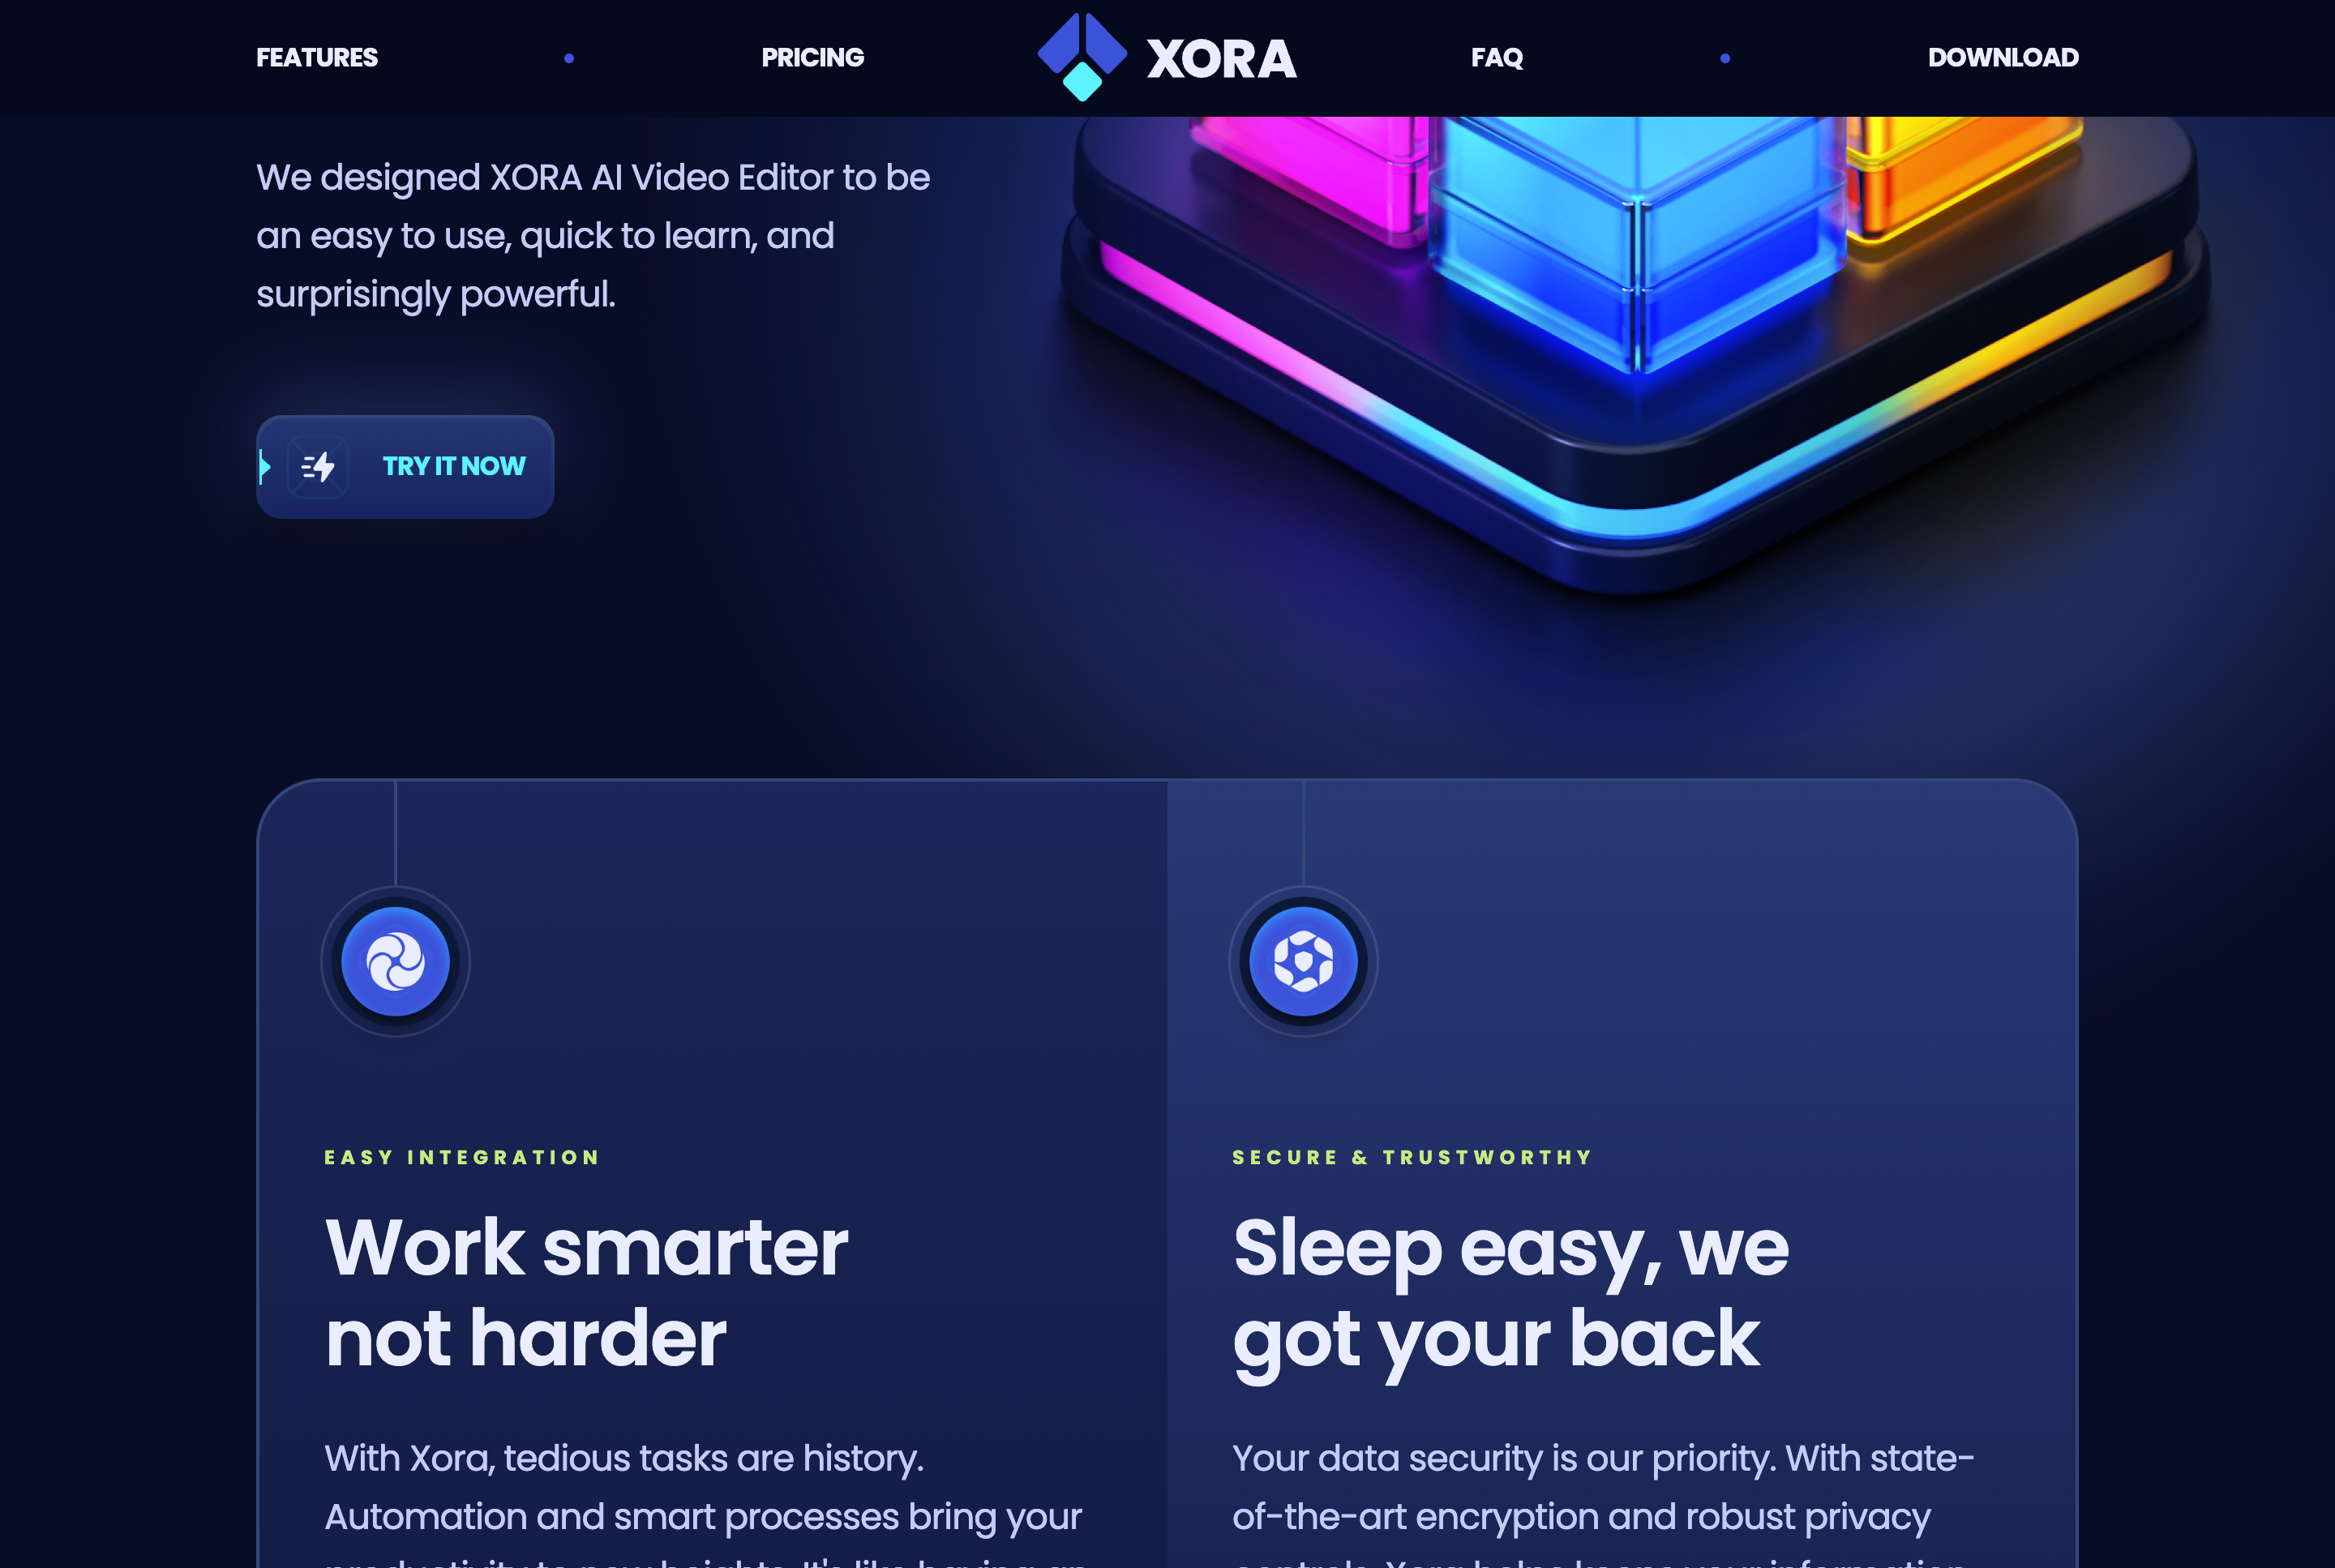 FEATURES
PRICING
XORA
FAQ
DOWNLOAD
We designed XORA AI Video Editor to be
an easy to use, quick to learn, and
surprisingly powerful.
TRY IT NOW
EASY INTEGRATION
Work smarter
not harder
With Xora, tedious tasks are history.
Automation and smart processes bring your
SECURE & TRUSTWORTHY
Sleep easy, we
got your back
Your data security is our priority. With state-
of-the-art encryption and robust privacy